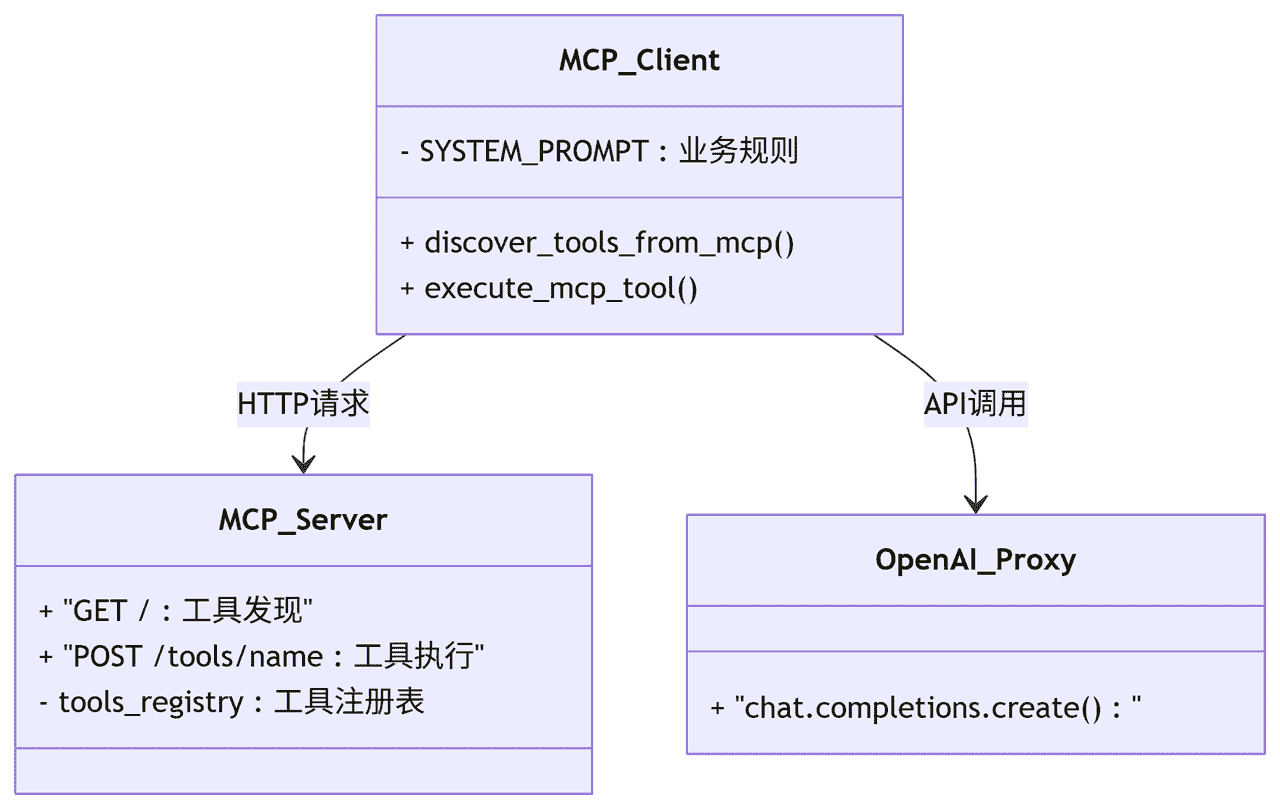 MCP_Client
- SYSTEM_PROMPT : 业务规则
+ discover_tools_from_mcp()
+ execute_mcp_tool()
HTTP请求
API调用
MCP_Server
+ "GET / : 工具发现"
+ "POST /tools/name : 工具执行"
- tools_registry : 工具注册表
OpenAI_Proxy
+ "chat.completions.create() : "